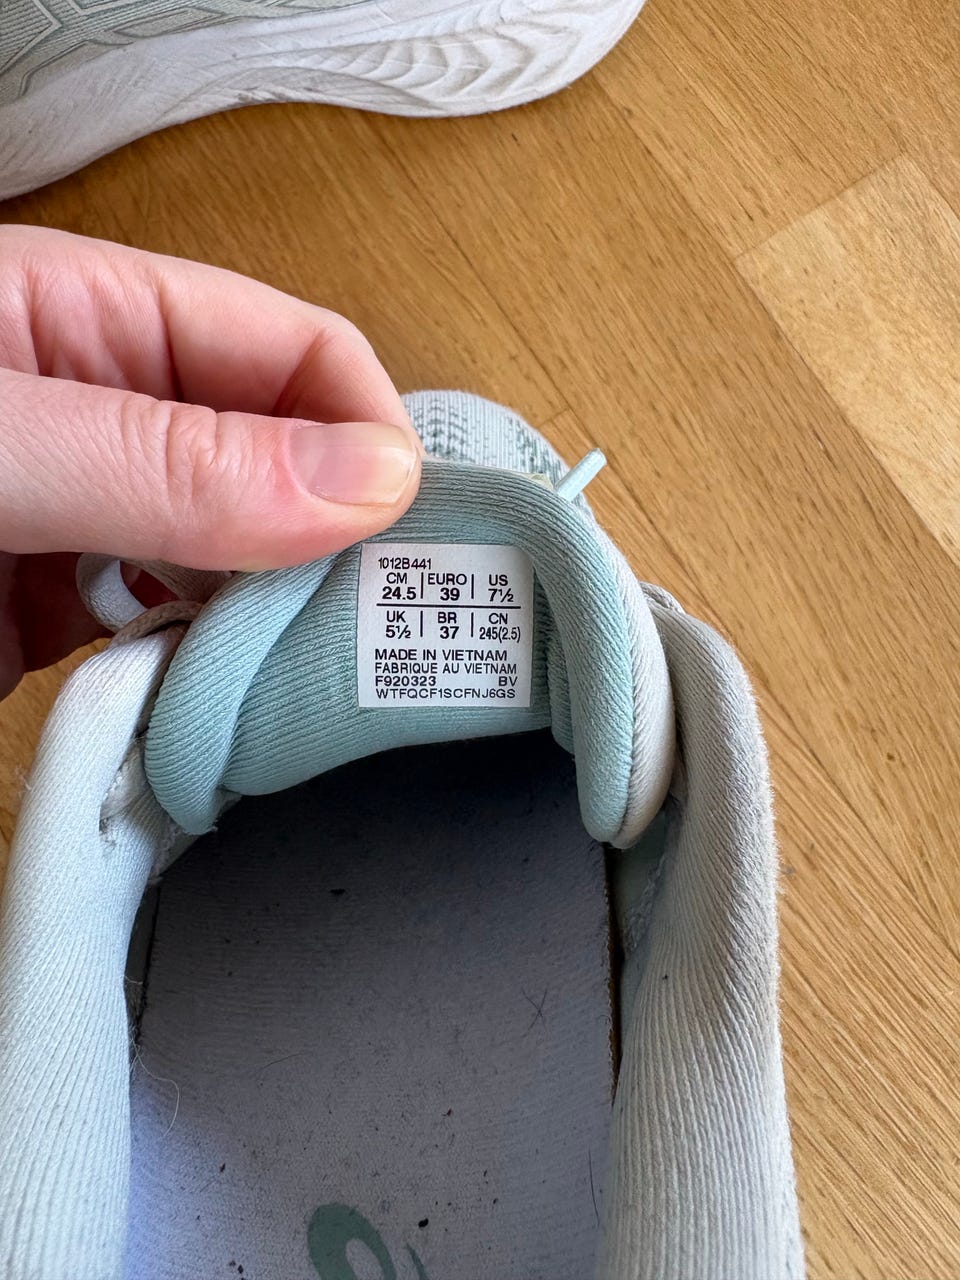 1012B441
CM EURO US
24.5 39 7½
UK BR CN
5½ 37 245(2.5)
MADE IN VIETNAM
FABRIQUE AU VIETNAM
F920323 BV
WTFQCF1SCFNJ6GS